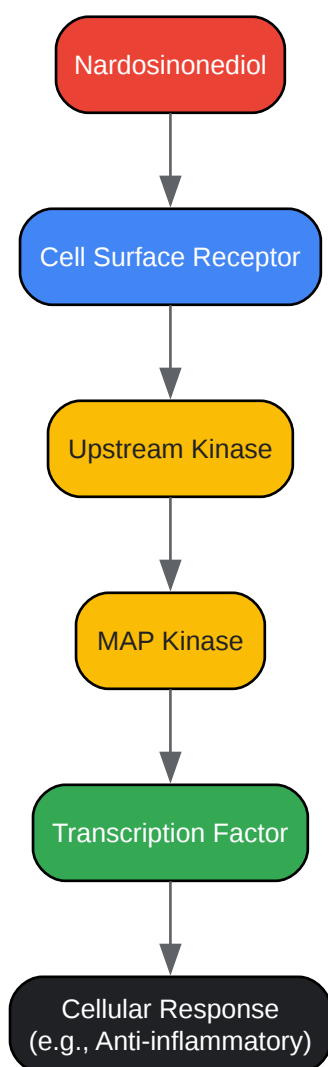 Nardosinonediol
Cell Surface Receptor
Upstream Kinase
MAP Kinase
Transcription Factor
Cellular Response
(e.g., Anti-inflammatory)